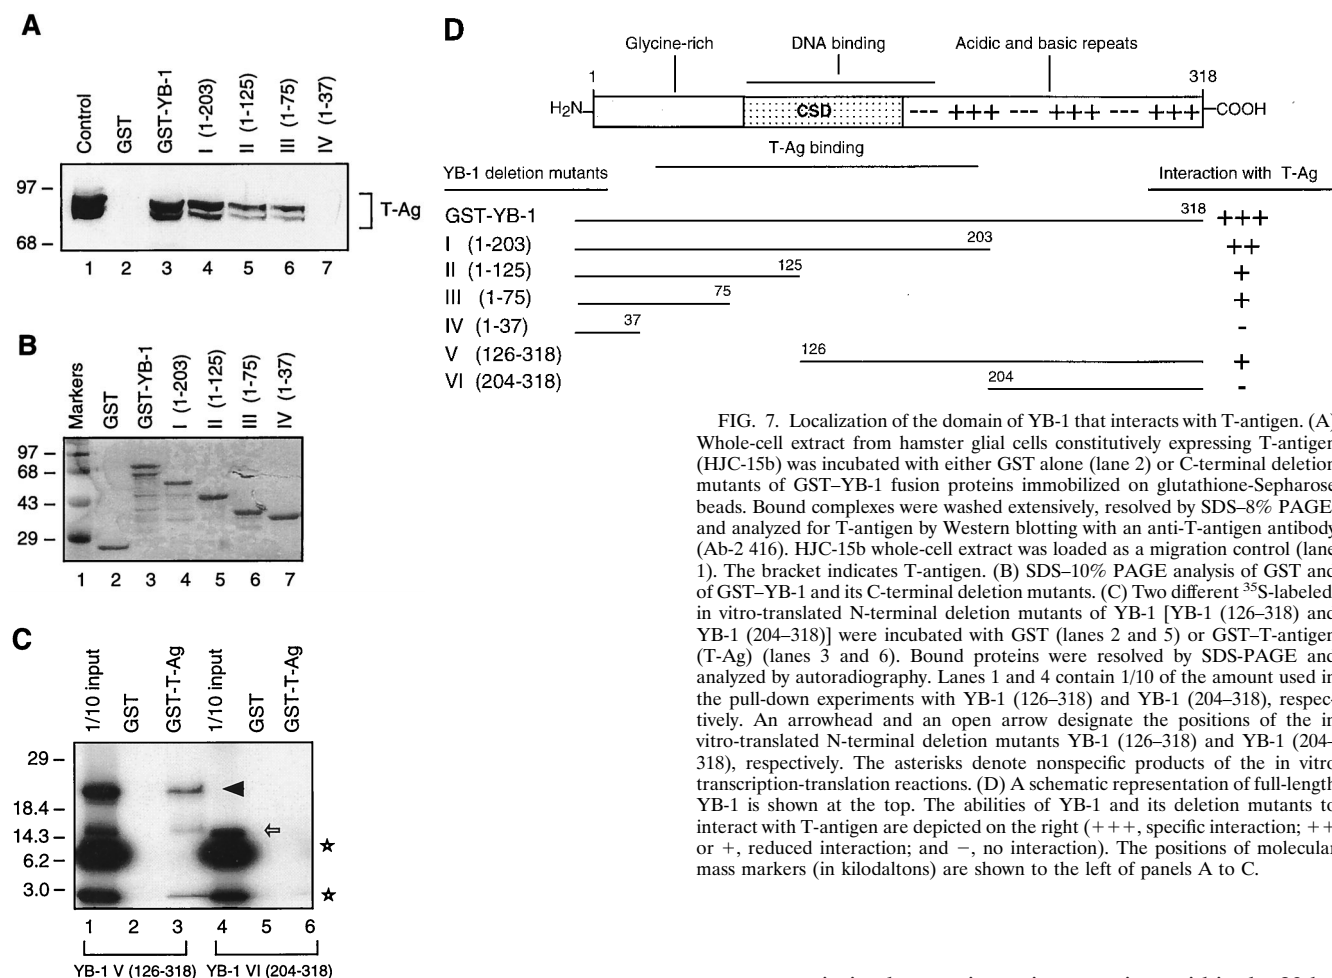 A
Control
GST
GST-YB-1
I (1-203)
II (1-125)
III (1-75)
IV (1-37)
97
68
T-Ag
1 2 3 4 5 6 7
B
Markers
GST
GST-YB-1
I (1-203)
II (1-125)
III (1-75)
IV (1-37)
97
68
43
29
1 2 3 4 5 6 7
C
1/10 input
GST
GST-T-Ag
1/10 input
GST
GST-T-Ag
29
18.4
14.3
6.2
3.0
1 2 3 4 5 6
YB-1 V (126-318) YB-1 VI (204-318)
D
Glycine-rich DNA binding Acidic and basic repeats
1 318
H₂N CSD --- +++ --- +++ --- +++ COOH
T-Ag binding
YB-1 deletion mutants Interaction with T-Ag
GST-YB-1 318 +++
I (1-203) 203 ++
II (1-125) 125 +
III (1-75) 75 +
IV (1-37) 37 -
V (126-318) 126 +
VI (204-318) 204 -
FIG. 7. Localization of the domain of YB-1 that interacts with T-antigen. (A)
Whole-cell extract from hamster glial cells constitutively expressing T-antigen
(HJC-15b) was incubated with either GST alone (lane 2) or C-terminal deletion
mutants of GST–YB-1 fusion proteins immobilized on glutathione-Sepharose
beads. Bound complexes were washed extensively, resolved by SDS–8% PAGE
and analyzed for T-antigen by Western blotting with an anti-T-antigen antibody
(Ab-2 416). HJC-15b whole-cell extract was loaded as a migration control (lane
1). The bracket indicates T-antigen. (B) SDS–10% PAGE analysis of GST and
of GST–YB-1 and its C-terminal deletion mutants. (C) Two different ³⁵S-labeled
in vitro-translated N-terminal deletion mutants of YB-1 [YB-1 (126–318) and
YB-1 (204–318)] were incubated with GST (lanes 2 and 5) or GST–T-antigen
(T-Ag) (lanes 3 and 6). Bound proteins were resolved by SDS-PAGE and
analyzed by autoradiography. Lanes 1 and 4 contain 1/10 of the amount used in
the pull-down experiments with YB-1 (126–318) and YB-1 (204–318), respec-
tively. An arrowhead and an open arrow designate the positions of the in
vitro-translated N-terminal deletion mutants YB-1 (126–318) and YB-1 (204–
318), respectively. The asterisks denote nonspecific products of the in vitro
transcription-translation reactions. (D) A schematic representation of full-length
YB-1 is shown at the top. The abilities of YB-1 and its deletion mutants to
interact with T-antigen are depicted on the right (+++, specific interaction; ++
or +, reduced interaction; and −, no interaction). The positions of molecular
mass markers (in kilodaltons) are shown to the left of panels A to C.